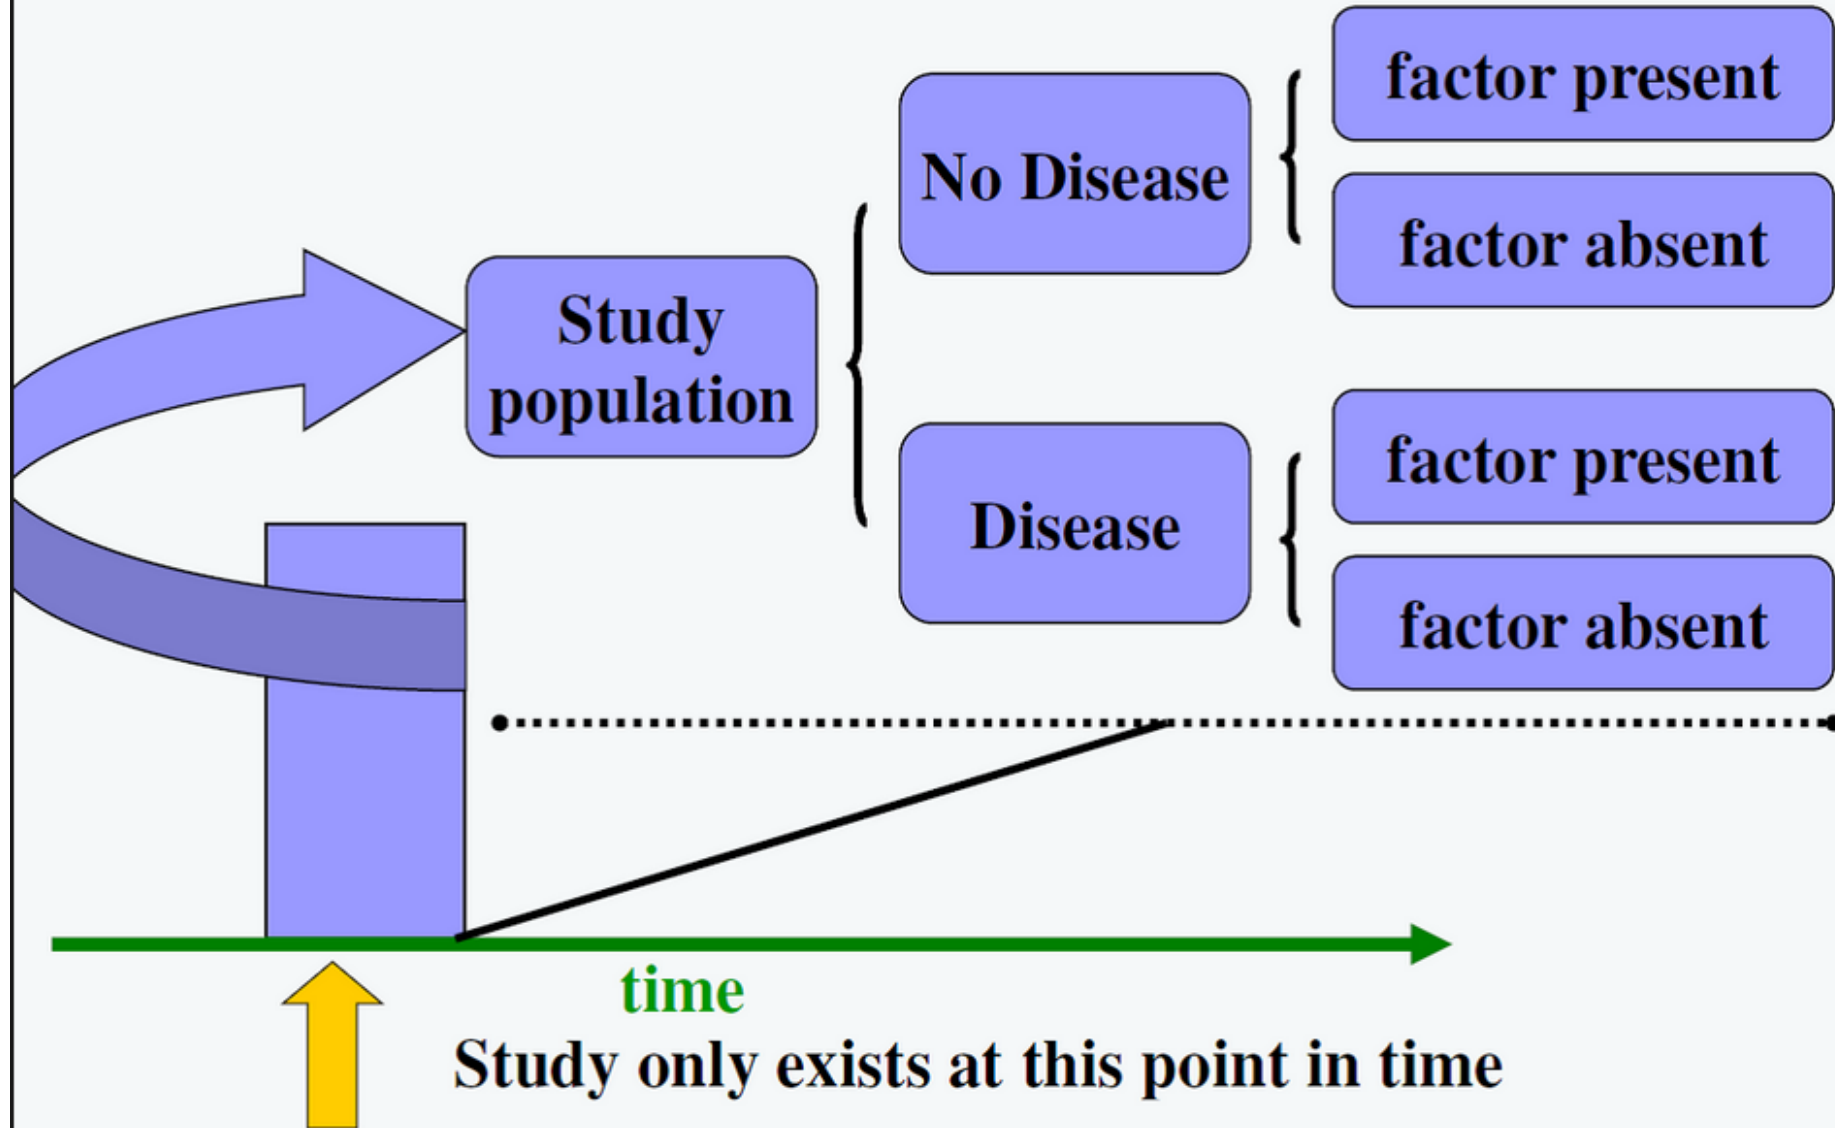 factor present
No Disease
factor absent
Study
population
factor present
Disease
factor absent
time
Study only exists at this point in time